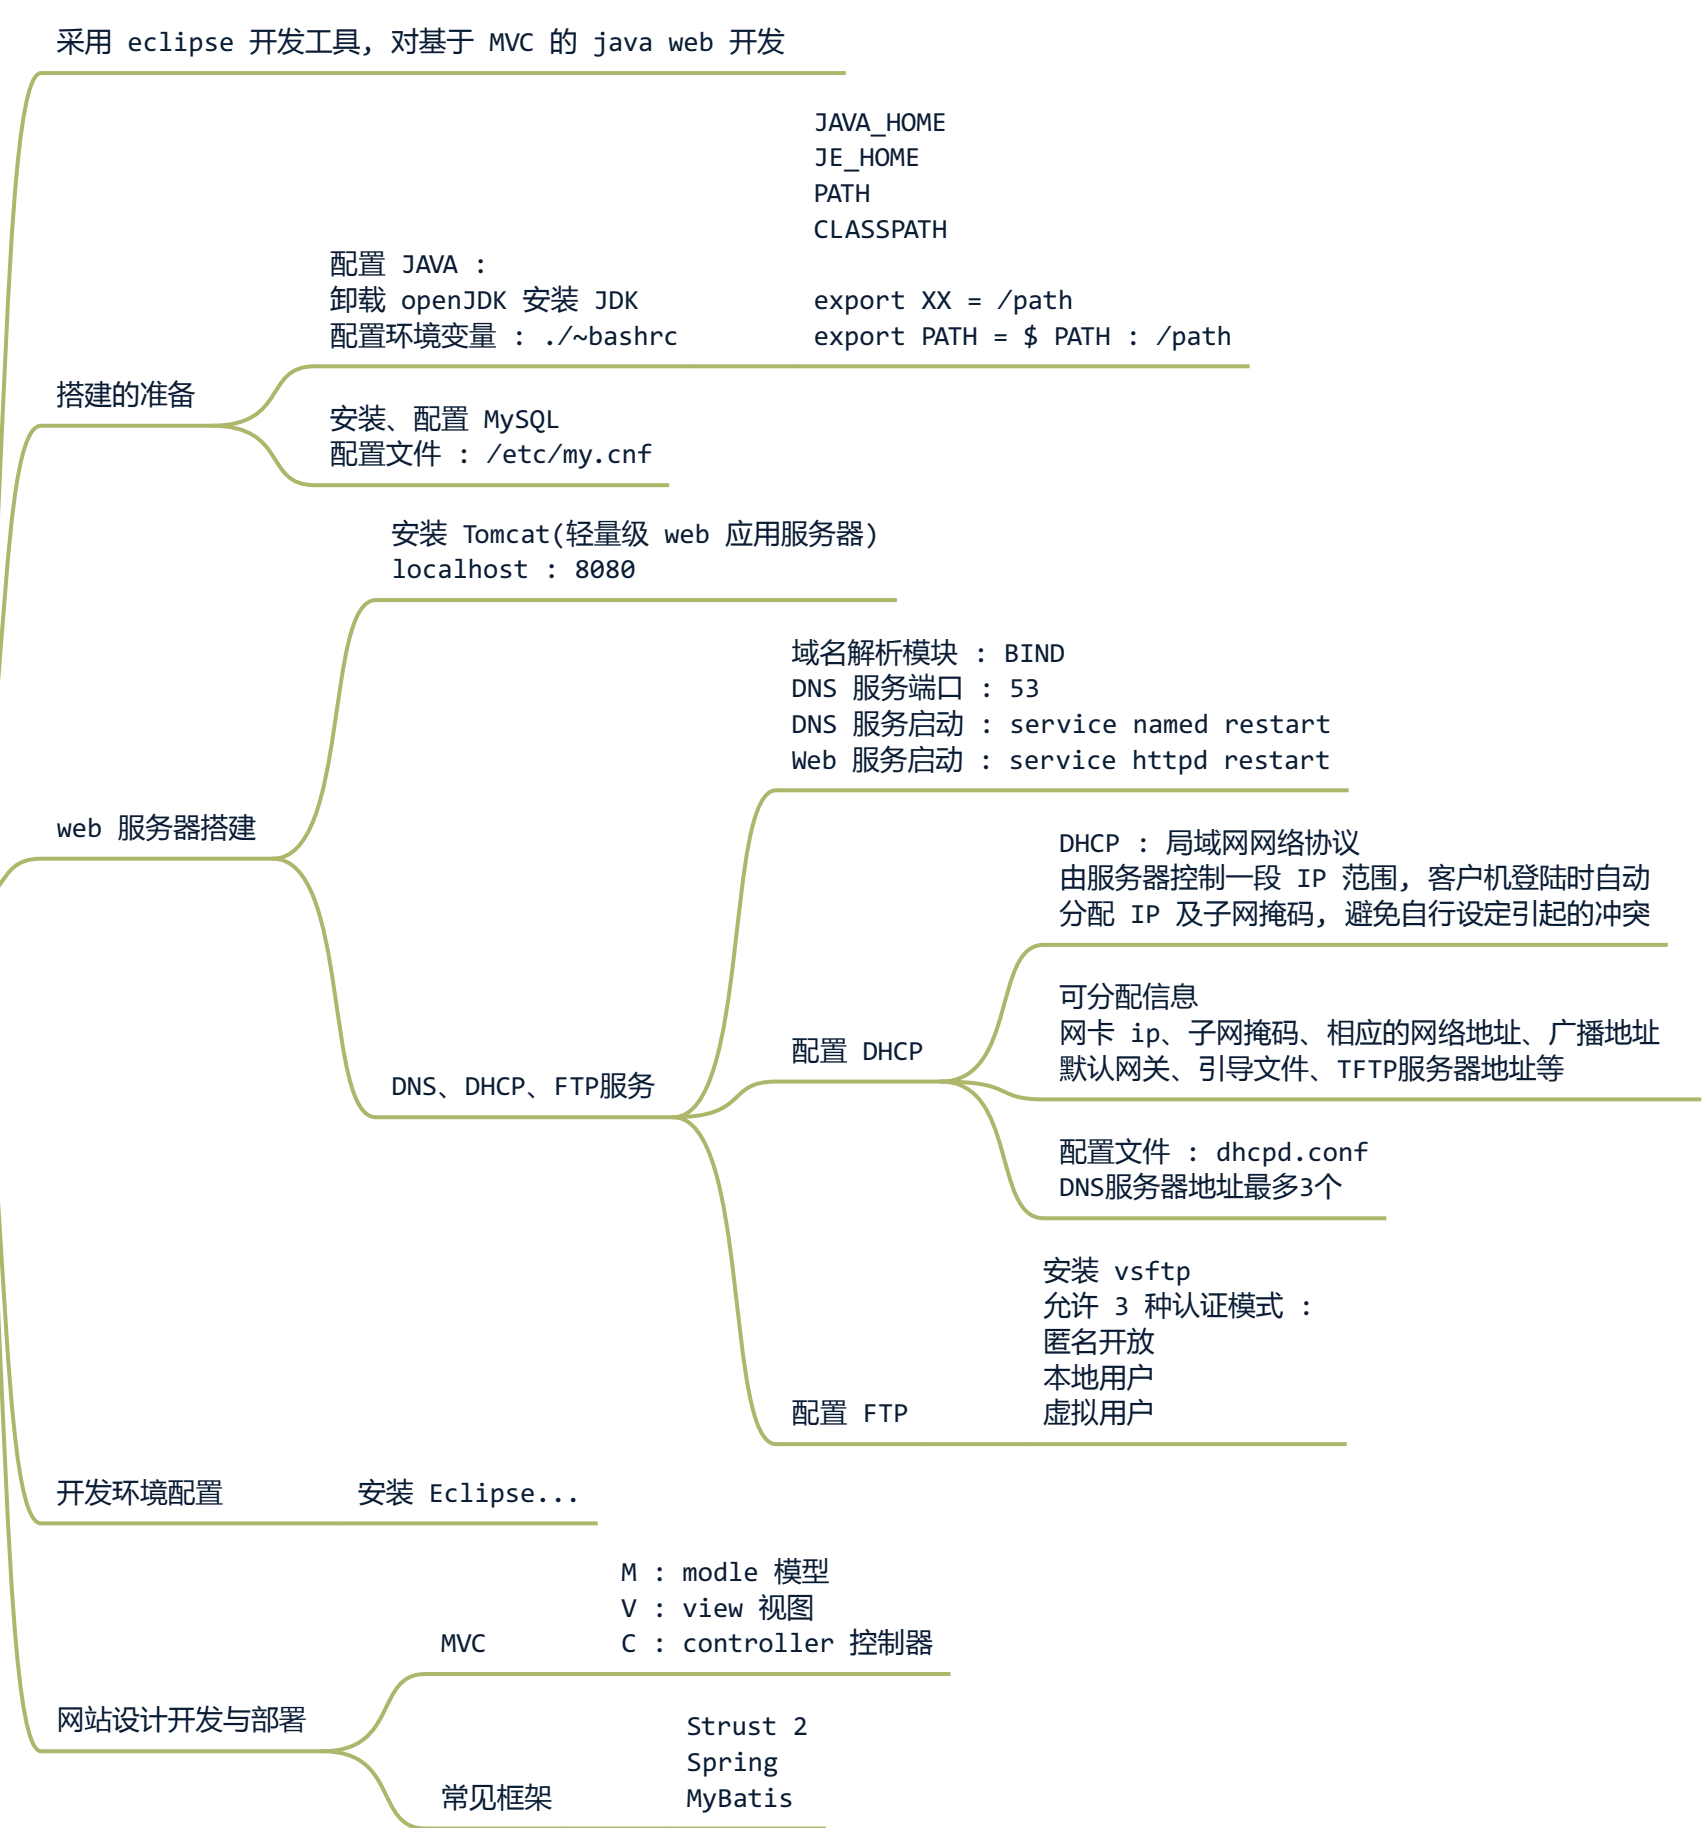 采用 eclipse 开发工具, 对基于 MVC 的 java web 开发
搭建的准备
配置 JAVA :
卸载 openJDK 安装 JDK
配置环境变量 : ./~bashrc
JAVA_HOME
JE_HOME
PATH
CLASSPATH
export XX = /path
export PATH = $ PATH : /path
安装、配置 MySQL
配置文件 : /etc/my.cnf
web 服务器搭建
安装 Tomcat(轻量级 web 应用服务器)
localhost : 8080
DNS、DHCP、FTP服务
域名解析模块 : BIND
DNS 服务端口 : 53
DNS 服务启动 : service named restart
Web 服务启动 : service httpd restart
配置 DHCP
DHCP : 局域网网络协议
由服务器控制一段 IP 范围, 客户机登陆时自动
分配 IP 及子网掩码, 避免自行设定引起的冲突
可分配信息
网卡 ip、子网掩码、相应的网络地址、广播地址
默认网关、引导文件、TFTP服务器地址等
配置文件 : dhcpd.conf
DNS服务器地址最多3个
配置 FTP
安装 vsftp
允许 3 种认证模式 :
匿名开放
本地用户
虚拟用户
开发环境配置
安装 Eclipse...
网站设计开发与部署
MVC
M : modle 模型
V : view 视图
C : controller 控制器
常见框架
Strust 2
Spring
MyBatis